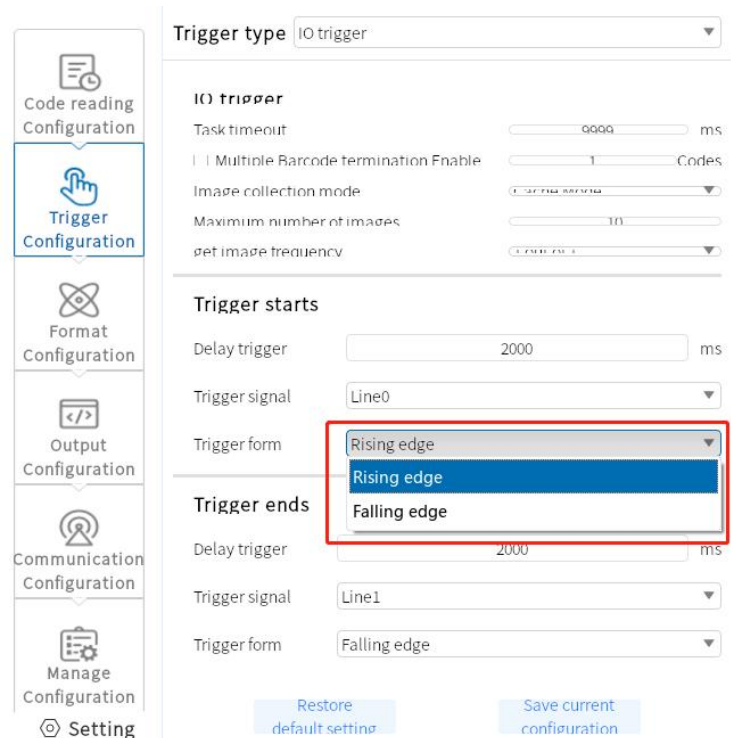 Trigger type IO trigger
Code reading
Configuration
Trigger
Configuration
Format
Configuration
Output
Configuration
Communication
Configuration
Manage
Configuration
Setting
IO trigger
Task timeout 9999 ms
Multiple Barcode termination Enable 1 Codes
Image collection mode Cache Mode
Maximum number of images 10
get image frequency
Trigger starts
Delay trigger 2000 ms
Trigger signal Line0
Trigger form Rising edge
Rising edge
Falling edge
Trigger ends
Delay trigger 2000 ms
Trigger signal Line1
Trigger form Falling edge
Restore
default setting
Save current
configuration